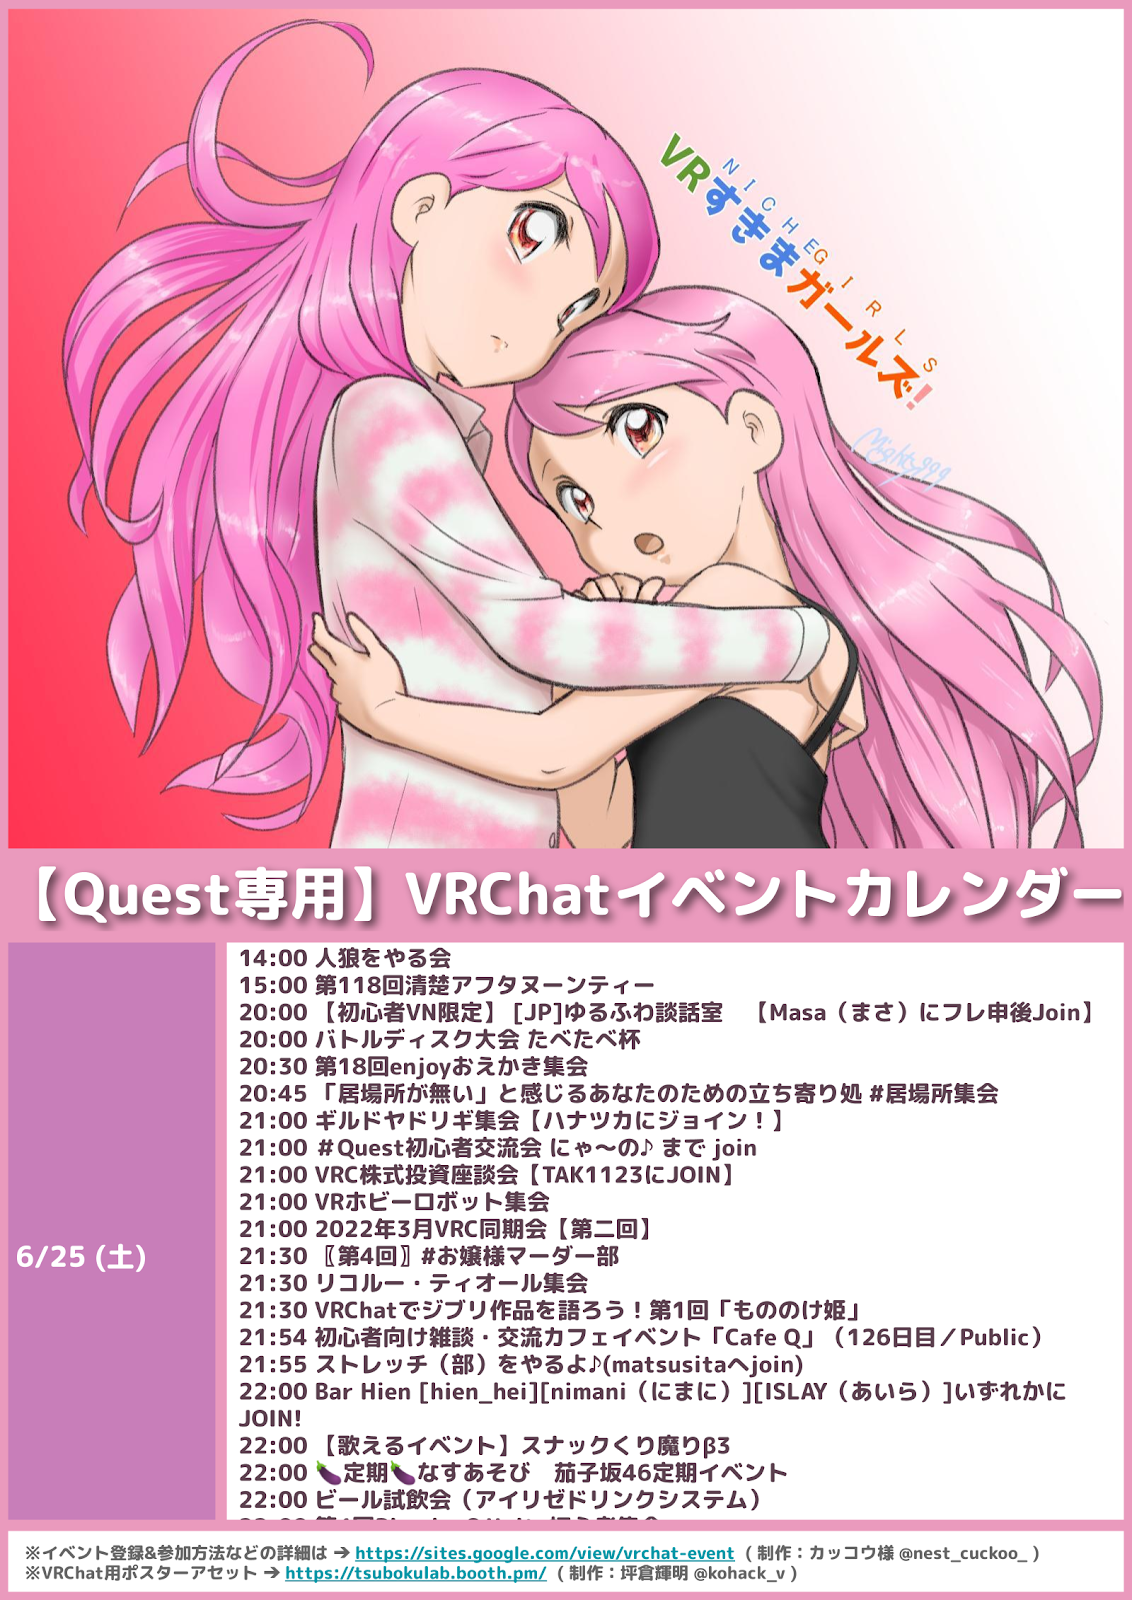 VRすきまガールズ!
NICHE GIRLS
Mighty999
【Quest専用】VRChatイベントカレンダー
6/25 (土)
14:00 人狼をやる会
15:00 第118回清楚アフタヌーンティー
20:00 【初心者VN限定】 [JP]ゆるふわ談話室　【Masa（まさ）にフレ申後Join】
20:00 バトルディスク大会 たべたべ杯
20:30 第18回enjoyおえかき集会
20:45 「居場所が無い」と感じるあなたのための立ち寄り処 #居場所集会
21:00 ギルドヤドリギ集会【ハナツカにジョイン！】
21:00 ＃Quest初心者交流会 にゃ〜の♪ まで join
21:00 VRC株式投資座談会【TAK1123にJOIN】
21:00 VRホビーロボット集会
21:00 2022年3月VRC同期会【第二回】
21:30 〖第4回〗#お嬢様マーダー部
21:30 リコルー・ティオール集会
21:30 VRChatでジブリ作品を語ろう！第1回「もののけ姫」
21:54 初心者向け雑談・交流カフェイベント「Cafe Q」（126日目／Public）
21:55 ストレッチ（部）をやるよ♪(matsusitaへjoin)
22:00 Bar Hien [hien_hei][nimani（にまに）][ISLAY（あいら）]いずれかに
JOIN!
22:00 【歌えるイベント】スナックくり魔りβ3
22:00 🍆定期🍆なすあそび　茄子坂46定期イベント
22:00 ビール試飲会（アイリゼドリンクシステム）
※イベント登録&参加方法などの詳細は ➔ https://sites.google.com/view/vrchat-event （制作：カッコウ様 @nest_cuckoo_ ）
※VRChat用ポスターアセット ➔ https://tsubokulab.booth.pm/ （制作：坪倉輝明 @kohack_v ）